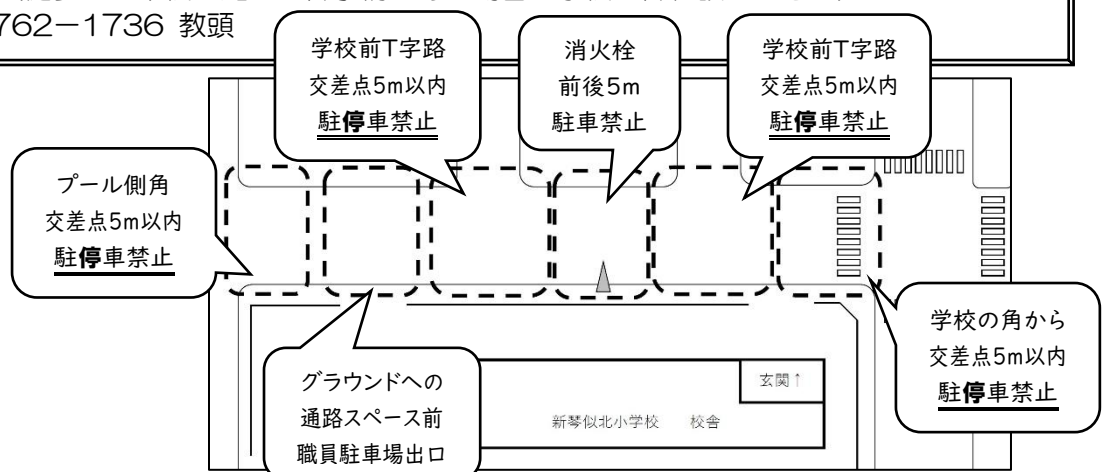 762－1736 教頭
学校前T字路
交差点5m以内
駐停車禁止
消火栓
前後5m
駐車禁止
学校前T字路
交差点5m以内
駐停車禁止
プール側角
交差点5m以内
駐停車禁止
学校の角から
交差点5m以内
駐停車禁止
グラウンドへの
通路スペース前
職員駐車場出口
玄関↑
新琴似北小学校　校舎